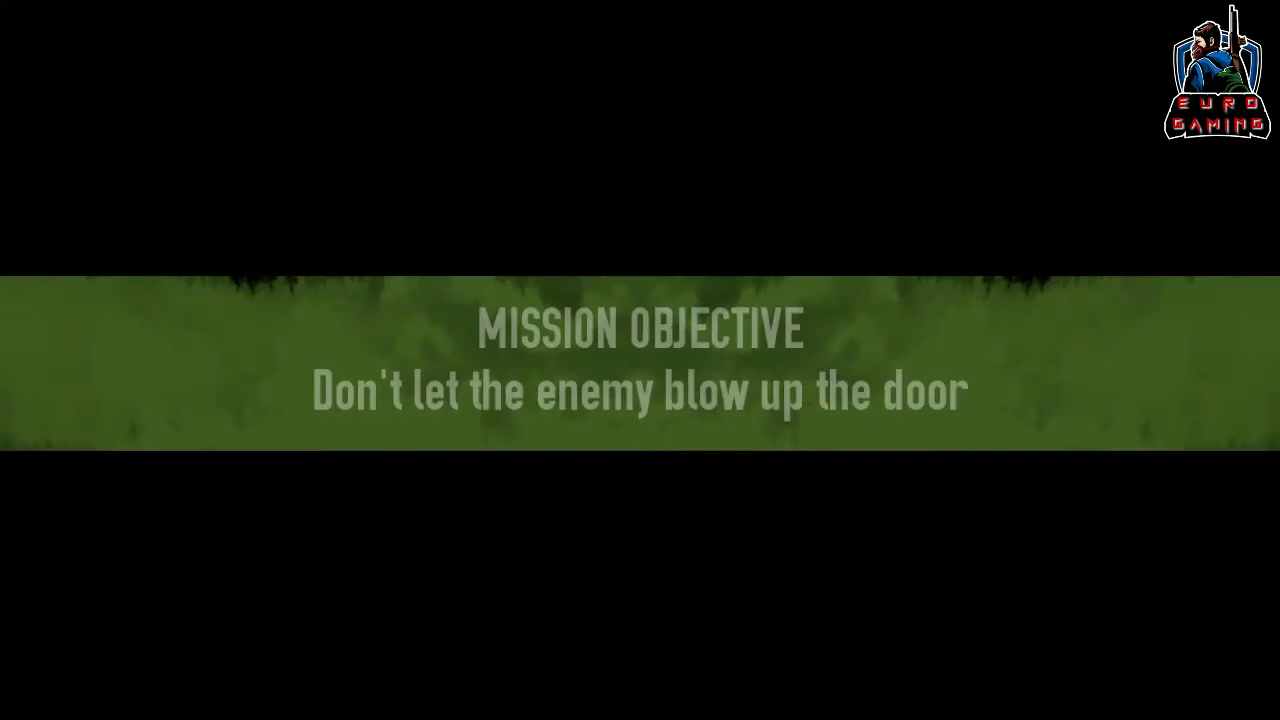 EURO
GAMING
MISSION OBJECTIVE
Don't let the enemy blow up the door